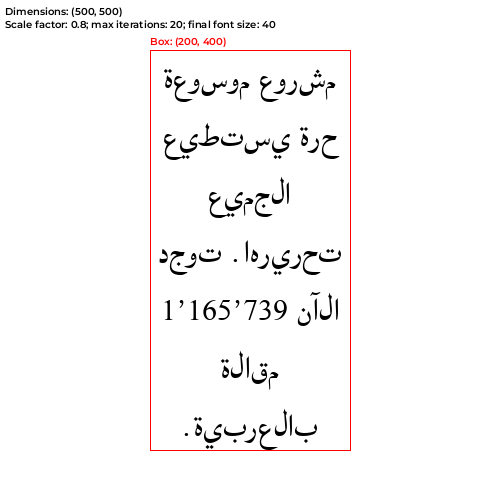 Dimensions: (500, 500)
Scale factor: 0.8; max iterations: 20; final font size: 40
Box: (200, 400)
مشروع موسوعة
حرة يستطيع
الجميع
تحريرها. توجد
الآن 1’165’739
مقالة
بالعربية.